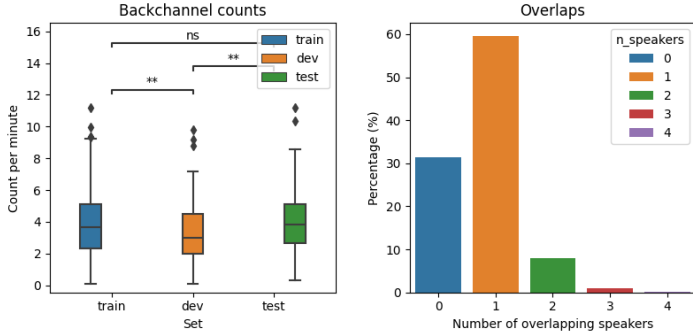 Backchannel counts
16
14
12
10
8
6
4
2
0
Count per minute
ns
**
**
train
dev
test
train
dev
test
Set
Overlaps
60
50
40
30
20
10
0
Percentage (%)
n_speakers
0
1
2
3
4
0
1
2
3
4
Number of overlapping speakers